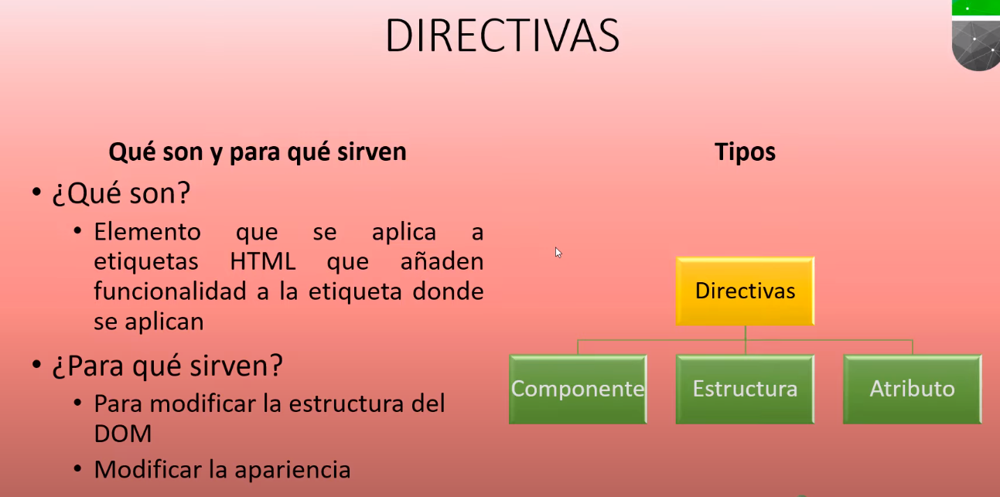 DIRECTIVAS
Qué son y para qué sirven
• ¿Qué son?
• Elemento que se aplica a
etiquetas HTML que añaden
funcionalidad a la etiqueta donde
se aplican
• ¿Para qué sirven?
• Para modificar la estructura del
DOM
• Modificar la apariencia
Tipos
Directivas
Componente
Estructura
Atributo